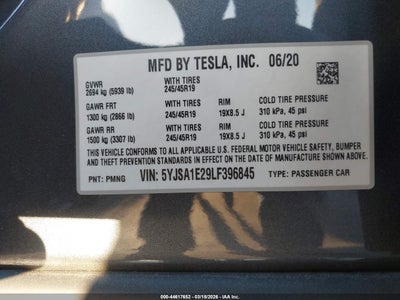 MFD BY TESLA, INC. 06/20
GVWR WITH TIRES
2694 kg (5939 lb) 245/45R19
GAWR FRT WITH TIRES RIM COLD TIRE PRESSURE
1300 kg (2866 lb) 245/45R19 19X8.5 J 310 kPa, 45 psi
GAWR RR WITH TIRES RIM COLD TIRE PRESSURE
1500 kg (3307 lb) 245/45R19 19X8.5 J 310 kPa, 45 psi
THIS VEHICLE CONFORMS TO ALL APPLICABLE U.S. FEDERAL MOTOR VEHICLE SAFETY, BUMPER
AND THEFT PREVENTION STANDARDS IN EFFECT ON THE
DATE OF MANUFACTURE SHOWN ABOVE.
PNT: PMNG VIN: 5YJSA1E29LF396845 TYPE: PASSENGER CAR
000-44617652 - 03/18/2026 - IAA Inc.